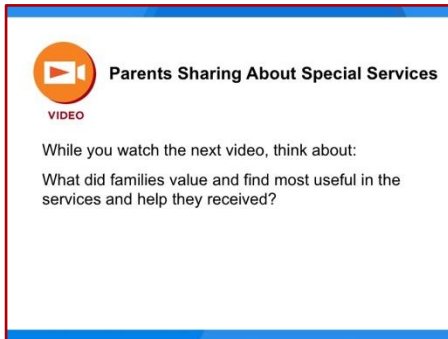 Parents Sharing About Special Services
VIDEO
While you watch the next video, think about:
What did families value and find most useful in the
services and help they received?